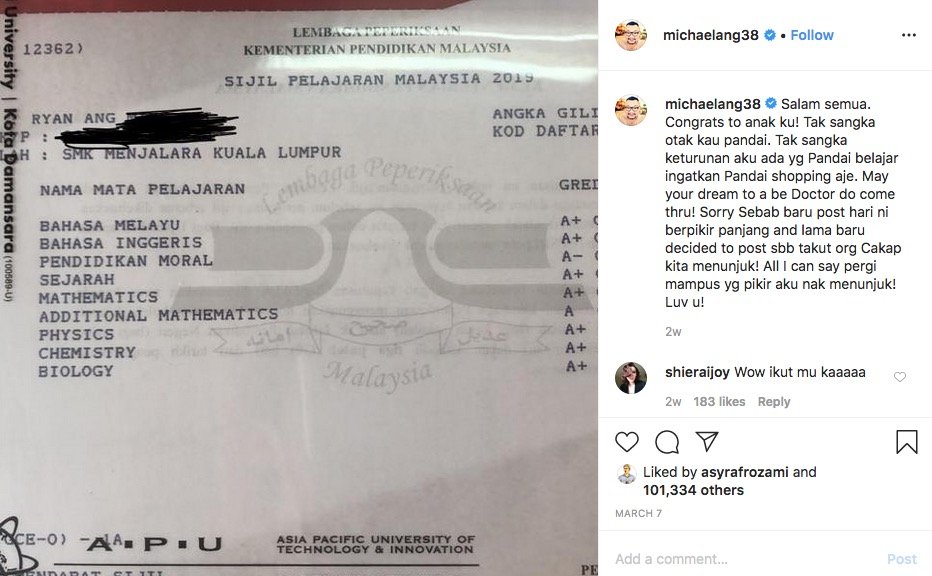 University | Kota Damansara (100589-U)
12362)
LEMBAGA PEPERIKSAAN
KEMENTERIAN PENDIDIKAN MALAYSIA
SIJIL PELAJARAN MALAYSIA 2019
RYAN ANG
ANGKA GILI
KOD DAFTAR
: SMK MENJALARA KUALA LUMPUR
NAMA MATA PELAJARAN GRED
BAHASA MELAYU A+
BAHASA INGGERIS A+
PENDIDIKAN MORAL A-
SEJARAH A+
MATHEMATICS A+
ADDITIONAL MATHEMATICS A
PHYSICS A+
CHEMISTRY A+
BIOLOGY A+
Lembaga Peperiksaan
Malaysia
CE-O) - 1A
A·P·U
ASIA PACIFIC UNIVERSITY OF
TECHNOLOGY & INNOVATION
michaelang38 • Follow
michaelang38 Salam semua.
Congrats to anak ku! Tak sangka
otak kau pandai. Tak sangka
keturunan aku ada yg Pandai belajar
ingatkan Pandai shopping aje. May
your dream to a be Doctor do come
thru! Sorry Sebab baru post hari ni
berpikir panjang and lama baru
decided to post sbb takut org Cakap
kita menunjuk! All I can say pergi
mampus yg pikir aku nak menunjuk!
Luv u!
2w
shieraijoy Wow ikut mu kaaaaa
2w 183 likes Reply
Liked by asyrafrozami and
101,334 others
MARCH 7
Add a comment... Post